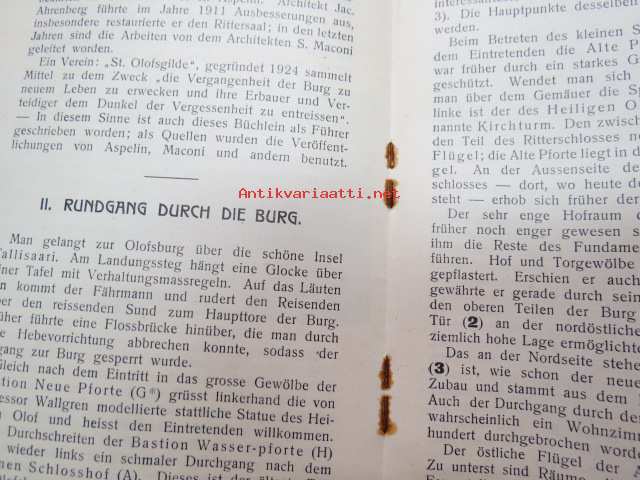 Jac.
Ahrenberg führte im Jahre 1911 Ausbesserungen aus,
insbesondere restaurierte er den Rittersaal; in den letzten
Jahren sind die Arbeiten von dem Architekten S. Maconi
geleitet worden.
Ein Verein: „St. Olofsgilde“, gegründet 1924 sammelt
Mittel zu dem Zweck „die Vergangenheit der Burg zu
neuem Leben zu erwecken und ihre Erbauer und Ver-
teidiger dem Dunkel der Vergessenheit zu entreissen“.
— In diesem Sinne ist auch dieses Büchlein als Führer
geschrieben worden; als Quellen wurden die Veröffent-
lichungen von Aspelin, Maconi und andern benutzt.
II. RUNDGANG DURCH DIE BURG.
Man gelangt zur Olofsburg über die schöne Insel
Tallisaari. Am Landungssteg hängt eine Glocke über
einer Tafel mit Verhaltungsmassregeln. Auf das Läuten
kommt der Fährmann und rudert den Reisenden
den reissenden Sund zum Haupttore der Burg.
führte eine Flossbrücke hinüber, die man durch
Hebevorrichtung abbrechen konnte, sodass der
gang zur Burg gesperrt wurde.
Gleich nach dem Eintritt in das grosse Gewölbe der
Bastion Neue Pforte (G*) grüsst linkerhand die von
Professor Wallgren modellierte stattliche Statue des Hei-
Olof und heisst den Eintretenden willkommen.
Durchschreiten der Bastion Wasser-pforte (H)
wieder links ein schmaler Durchgang nach dem
Schlosshof (A). Dieses ist der älteste
3). Die Hauptpunkte desselben
werden.
Beim Betreten des kleinen S
dem Eintretenden die Alte P
war früher durch ein starkes G
geschützt. Wendet man sich
man über dem Gemäuer die Sp
linke ist der des Heiligen O
nannte Kirchturm. Den zwischen
den Teil des Ritterschlosses n
Flügel; die Alte Pforte liegt in d
gel. An der Aussenseite de
schlosses — dort, wo heute d
steht — erhob sich früher der
Der sehr enge Hofraum
früher noch enger gewesen s
ihm die Reste des Fundame
führen. Hof und Torgewölbe
gepflastert. Erschien er auch
gewährte er gerade durch sein
den oberen Teilen der Burg
Tür (2) an der nordöstliche
ziemlich hohe Lage ermöglichte
Das an der Nordseite stehe
(3) ist, wie schon der neue
Zubau und stammt aus dem
Auch der Durchgang durch de
wahrscheinlich ein Wohnzim
hundert durchgebrochen worde
Der östliche Flügel der A
Zu unterst sind Räume, di
Antikvariaatti.net